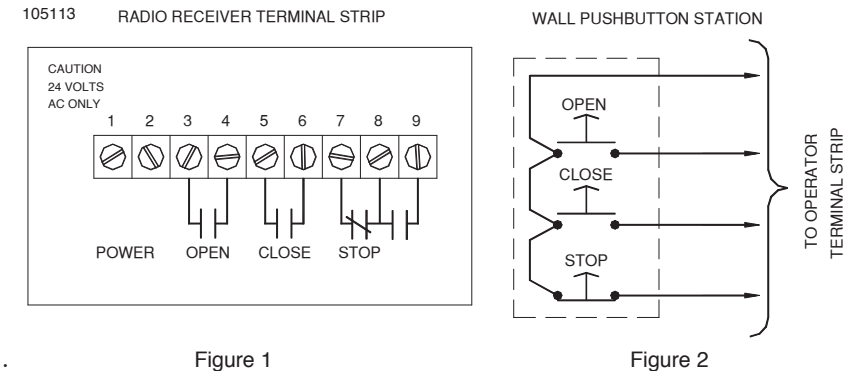 105113
RADIO RECEIVER TERMINAL STRIP
CAUTION
24 VOLTS
AC ONLY
1 2 3 4 5 6 7 8 9
POWER OPEN CLOSE STOP
Figure 1
WALL PUSHBUTTON STATION
OPEN
CLOSE
STOP
TO OPERATOR
TERMINAL STRIP
Figure 2